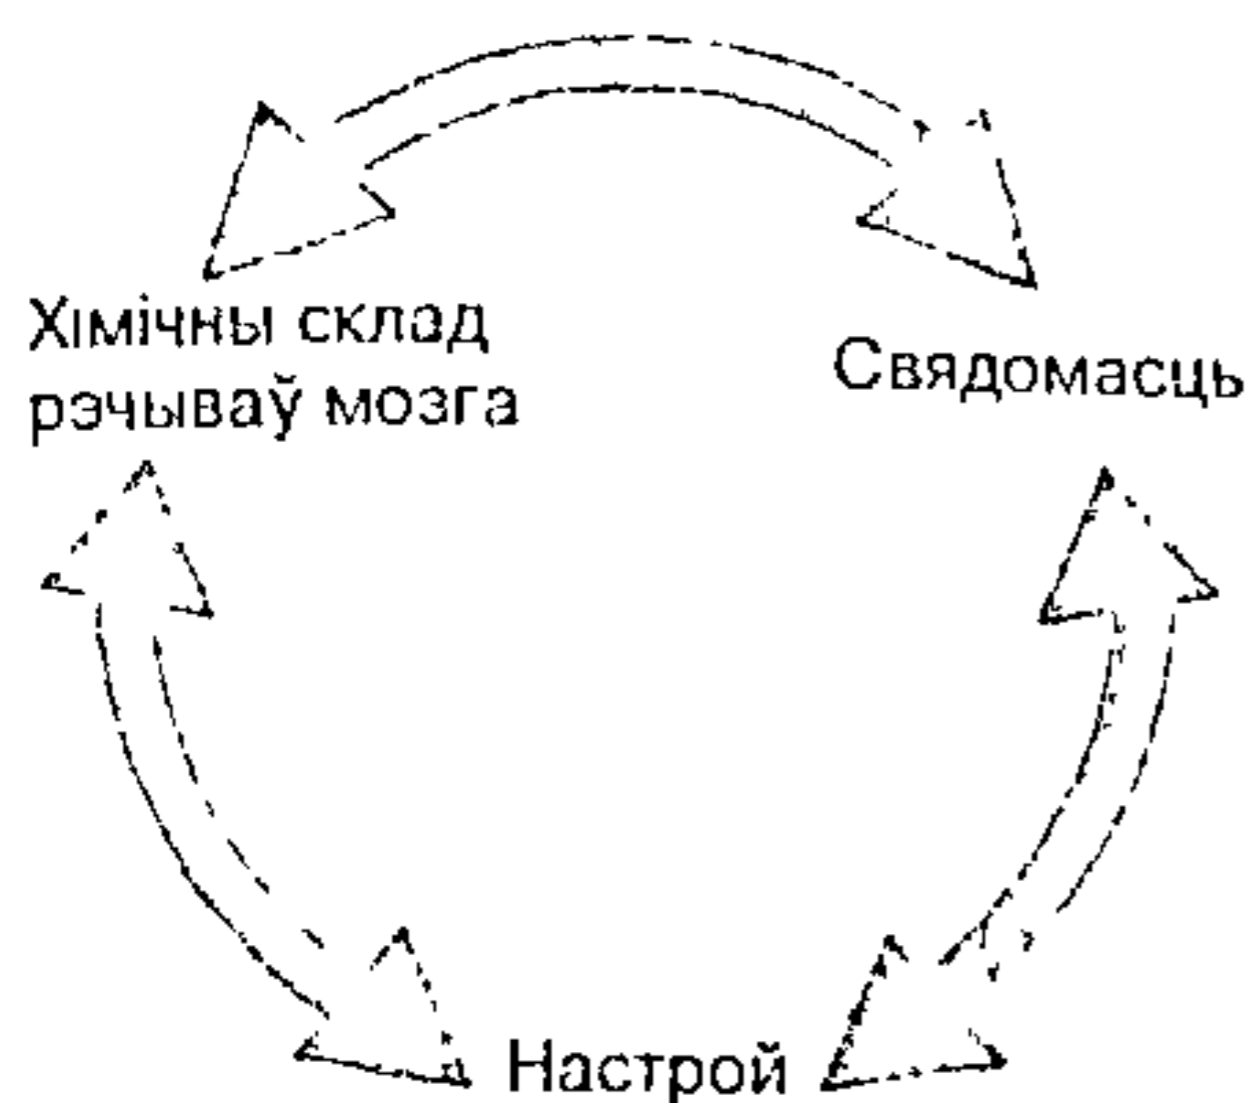 Хімічны склад
рэчываў мозга
Свядомасць
Настрой